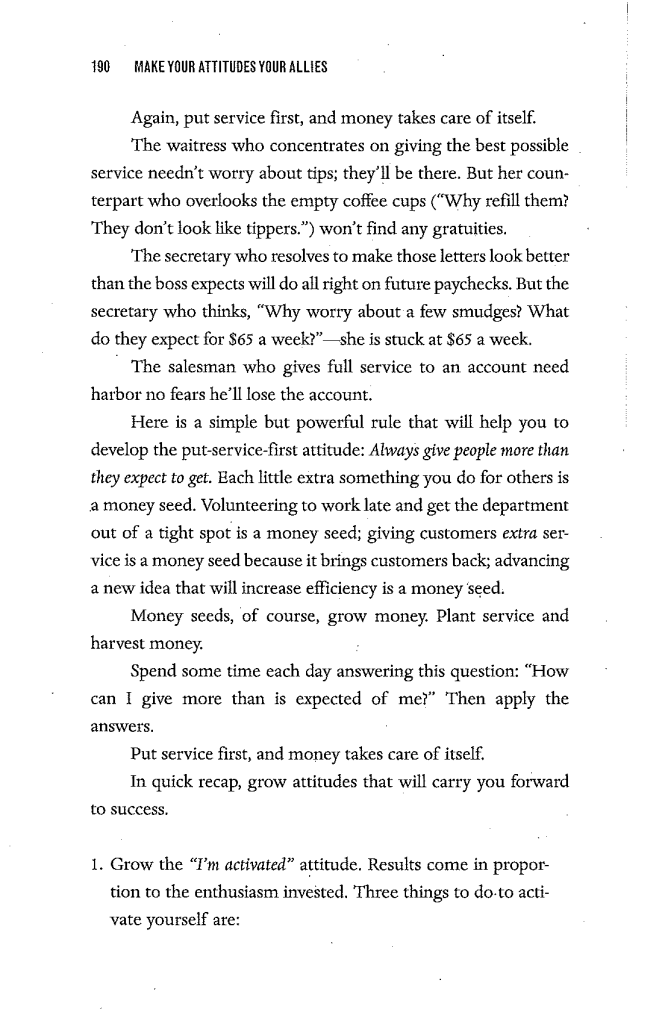 190 MAKE YOUR ATTITUDES YOUR ALLIES
Again, put service first, and money takes care of itself.
The waitress who concentrates on giving the best possible
service needn't worry about tips; they'll be there. But her coun-
terpart who overlooks the empty coffee cups ("Why refill them?
They don't look like tippers.") won't find any gratuities.
The secretary who resolves to make those letters look better
than the boss expects will do all right on future paychecks. But the
secretary who thinks, "Why worry about a few smudges? What
do they expect for $65 a week?"—she is stuck at $65 a week.
The salesman who gives full service to an account need
harbor no fears he'll lose the account.
Here is a simple but powerful rule that will help you to
develop the put-service-first attitude: Always give people more than
they expect to get. Each little extra something you do for others is
a money seed. Volunteering to work late and get the department
out of a tight spot is a money seed; giving customers extra ser-
vice is a money seed because it brings customers back; advancing
a new idea that will increase efficiency is a money seed.
Money seeds, of course, grow money. Plant service and
harvest money.
Spend some time each day answering this question: "How
can I give more than is expected of me?" Then apply the
answers.
Put service first, and money takes care of itself.
In quick recap, grow attitudes that will carry you forward
to success.
1. Grow the "I'm activated" attitude. Results come in propor-
tion to the enthusiasm invested. Three things to do to acti-
vate yourself are: